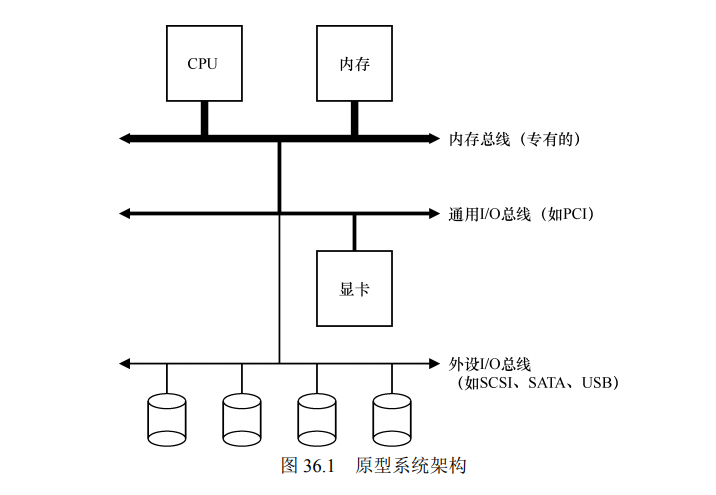 CPU
内存
内存总线（专有的）
通用I/O总线（如PCI）
显卡
外设I/O总线
（如SCSI、SATA、USB）
图 36.1 原型系统架构